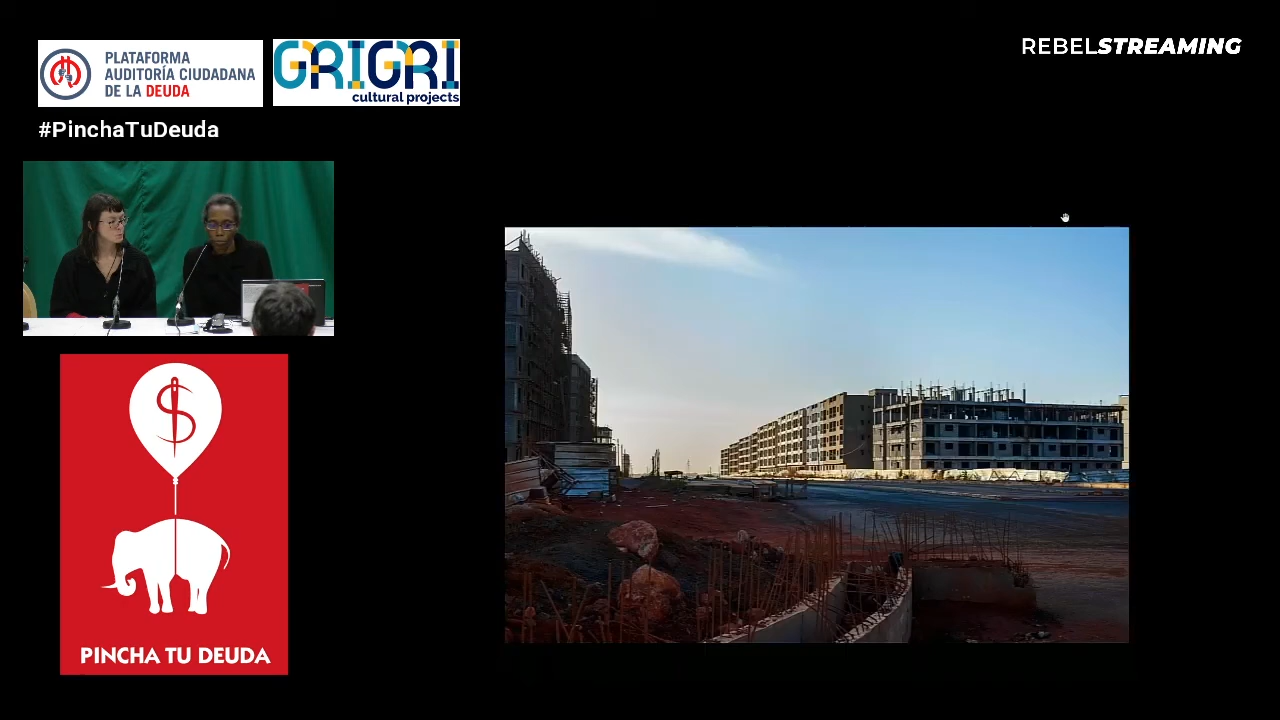 PLATAFORMA
AUDITORÍA CIUDADANA
DE LA DEUDA
GRIGRI
cultural projects
REBELSTREAMING
#PinchaTuDeuda
PINCHA TU DEUDA